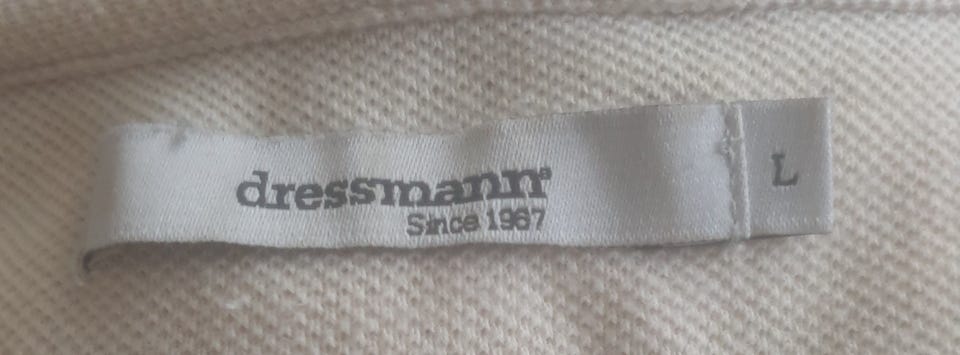 dressmann®
Since 1967
L